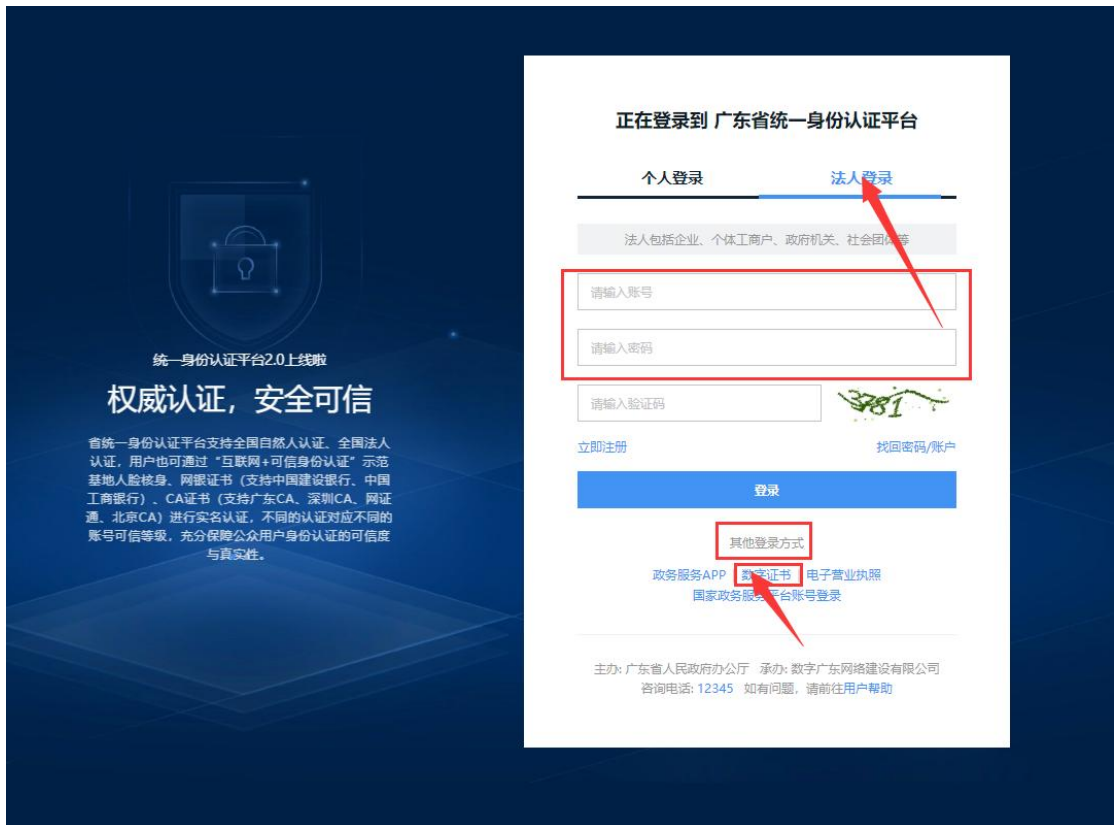 统一身份认证平台2.0上线啦
权威认证，安全可信
省统一身份认证平台支持全国自然人认证、全国法人
认证，用户也可通过“互联网+可信身份认证”示范
基地人脸核身、网银证书（支持中国建设银行、中国
工商银行）、CA证书（支持广东CA、深圳CA、网证
通、北京CA）进行实名认证，不同的认证对应不同的
账号可信等级，充分保障公众用户身份认证的可信度
与真实性。
正在登录到 广东省统一身份认证平台
个人登录 法人登录
法人包括企业、个体工商户、政府机关、社会团体等
请输入账号
请输入密码
请输入验证码 3781
立即注册 找回密码/账户
登录
其他登录方式
政务服务APP 数字证书 电子营业执照
国家政务服务平台账号登录
主办: 广东省人民政府办公厅 承办: 数字广东网络建设有限公司
咨询电话: 12345 如有问题，请前往用户帮助